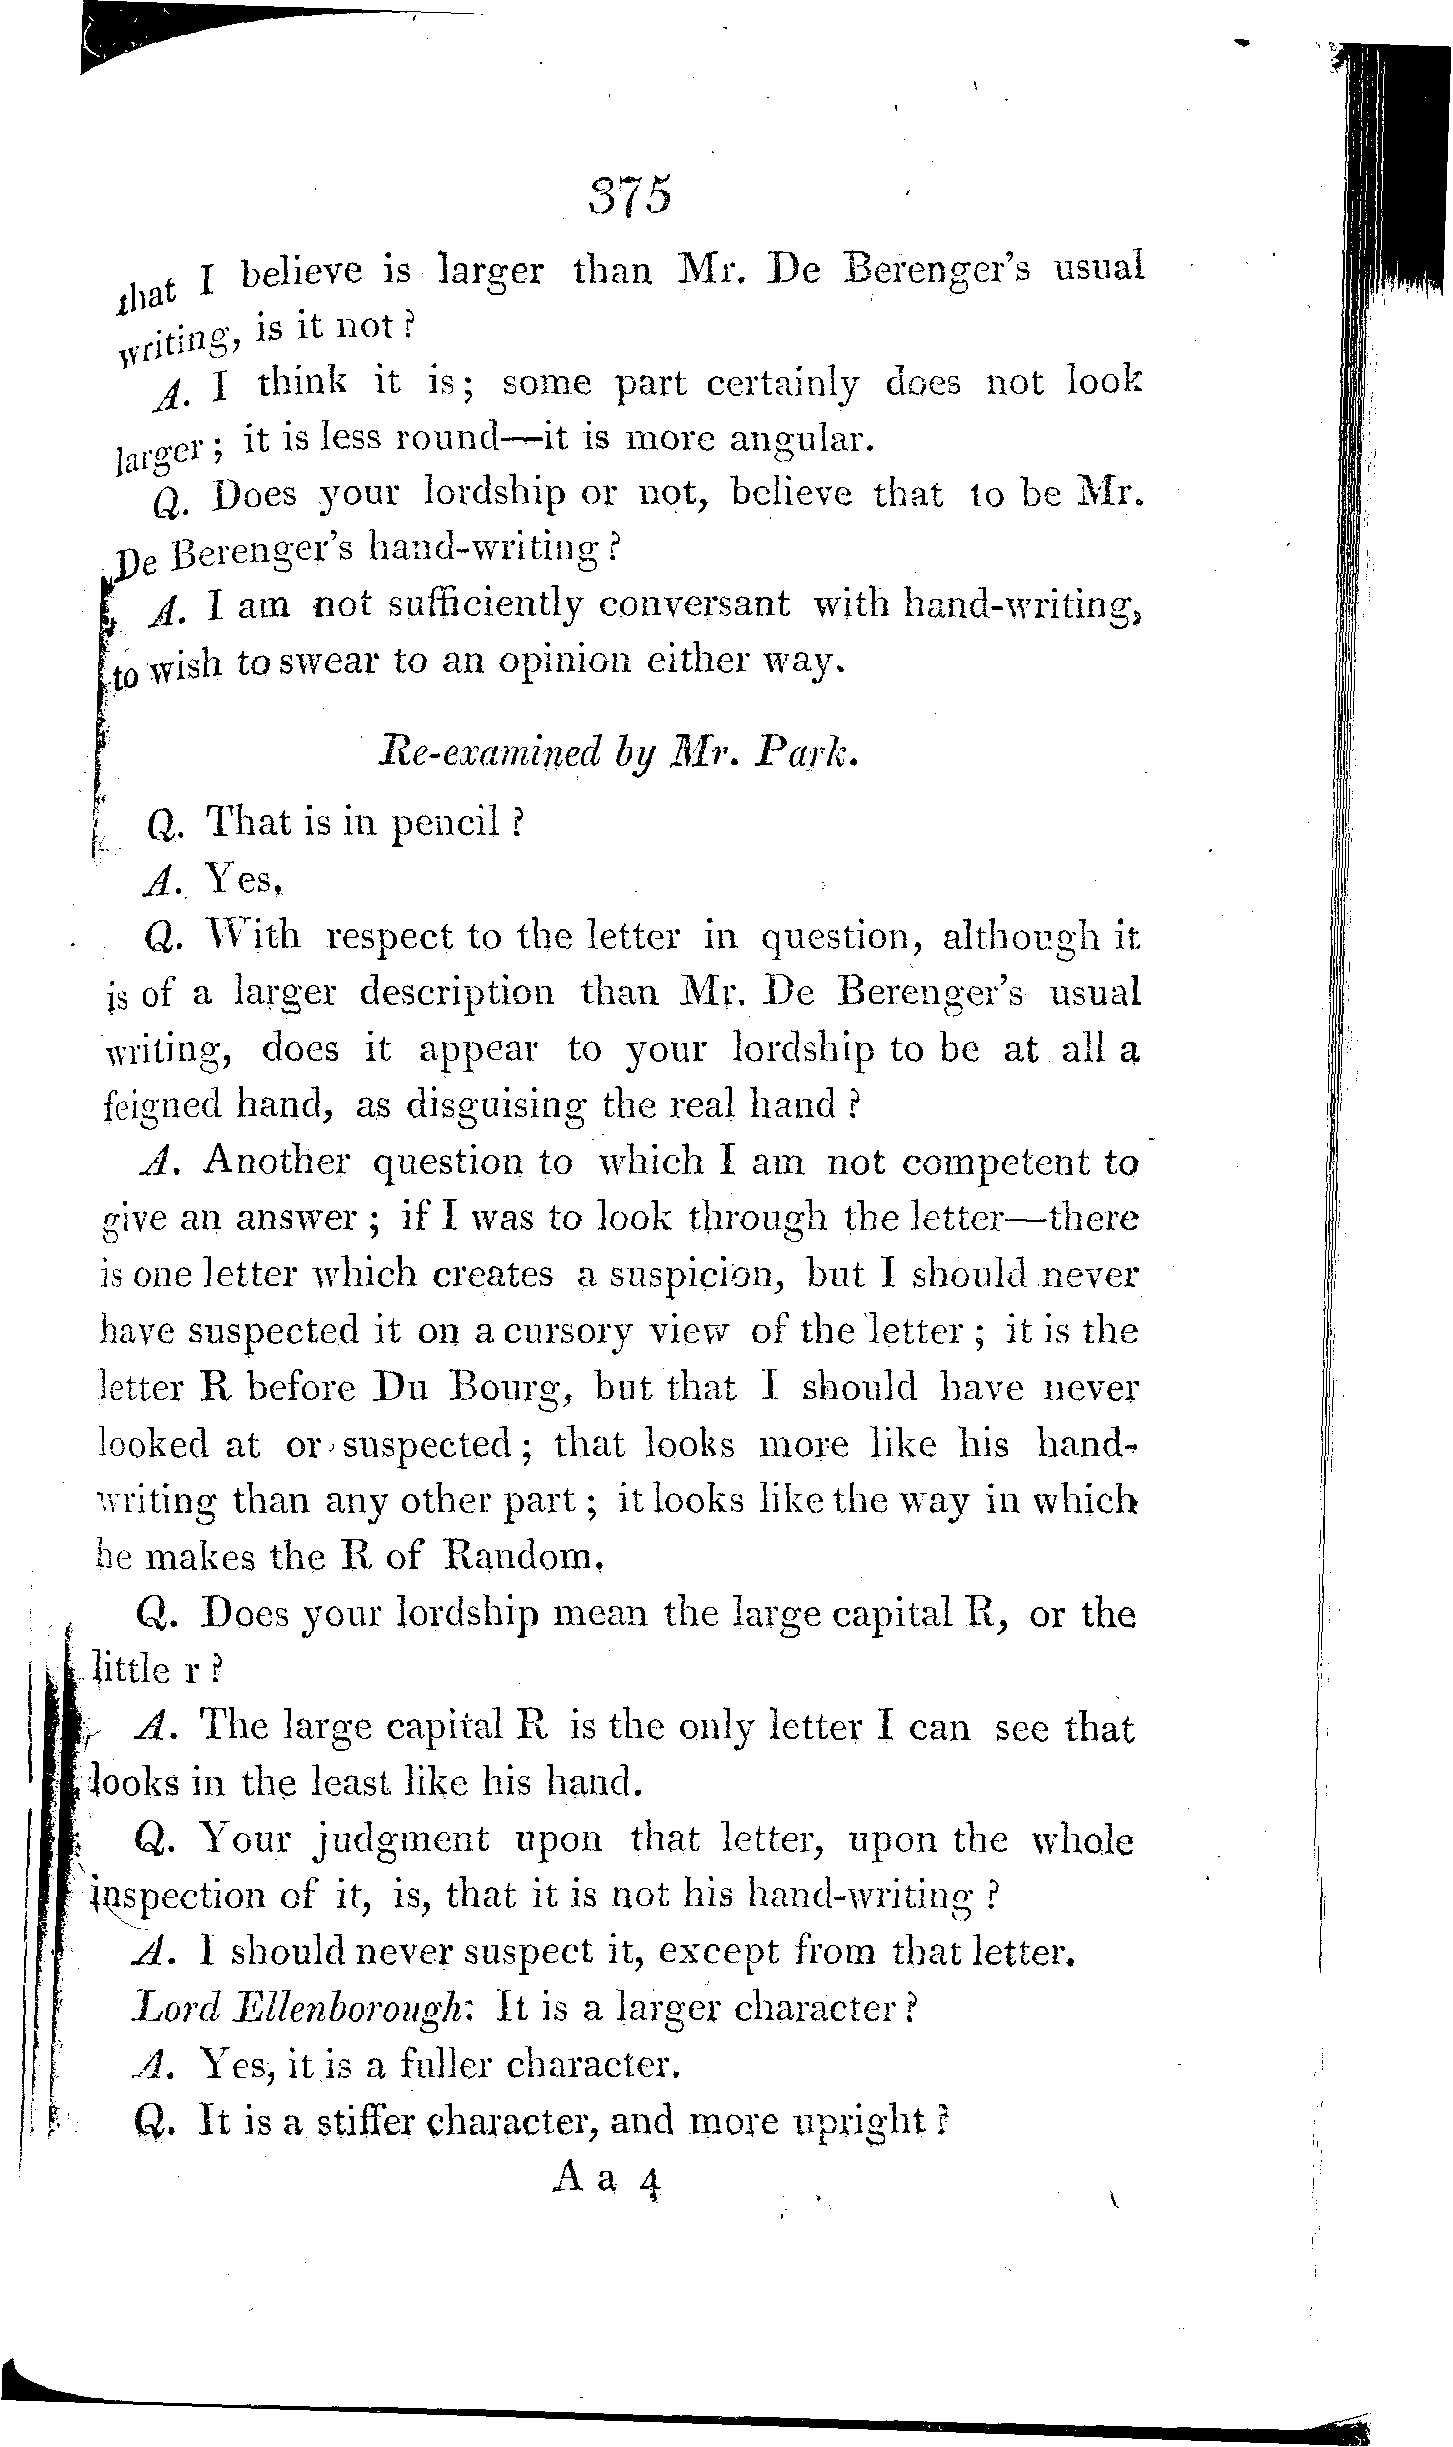 375
that I believe is larger than Mr. De Berenger's usual
writing, is it not?
A. I think it is; some part certainly does not look
larger; it is less round—it is more angular.
Q. Does your lordship or not, believe that to be Mr.
De Berenger's hand-writing?
A. I am not sufficiently conversant with hand-writing,
to wish to swear to an opinion either way.
Re-examined by Mr. Park.
Q. That is in pencil?
A. Yes.
Q. With respect to the letter in question, although it
is of a larger description than Mr. De Berenger's usual
writing, does it appear to your lordship to be at all a
feigned hand, as disguising the real hand?
A. Another question to which I am not competent to
give an answer; if I was to look through the letter—there
is one letter which creates a suspicion, but I should never
have suspected it on a cursory view of the letter; it is the
letter R before Du Bourg, but that I should have never
looked at or suspected; that looks more like his hand-
writing than any other part; it looks like the way in which
he makes the R of Random.
Q. Does your lordship mean the large capital R, or the
little r?
A. The large capital R is the only letter I can see that
looks in the least like his hand.
Q. Your judgment upon that letter, upon the whole
inspection of it, is, that it is not his hand-writing?
A. I should never suspect it, except from that letter.
Lord Ellenborough: It is a larger character?
A. Yes, it is a fuller character.
Q. It is a stiffer character, and more upright?
A a 4